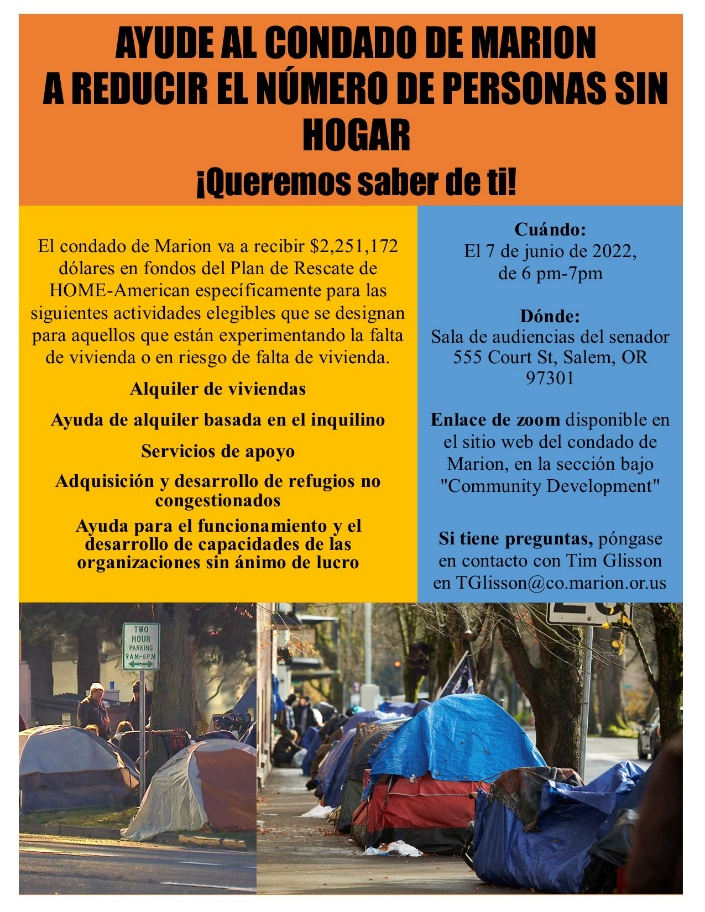 AYUDE AL CONDADO DE MARION
A REDUCIR EL NÚMERO DE PERSONAS SIN
HOGAR
¡Queremos saber de ti!
El condado de Marion va a recibir $2,251,172
dólares en fondos del Plan de Rescate de
HOME-American específicamente para las
siguientes actividades elegibles que se designan
para aquellos que están experimentando la falta
de vivienda o en riesgo de falta de vivienda.
Alquiler de viviendas
Ayuda de alquiler basada en el inquilino
Servicios de apoyo
Adquisición y desarrollo de refugios no
congestionados
Ayuda para el funcionamiento y el
desarrollo de capacidades de las
organizaciones sin ánimo de lucro
Cuándo:
El 7 de junio de 2022,
de 6 pm-7pm
Dónde:
Sala de audiencias del senador
555 Court St, Salem, OR
97301
Enlace de zoom disponible en
el sitio web del condado de
Marion, en la sección bajo
"Community Development"
Si tiene preguntas, póngase
en contacto con Tim Glisson
en TGlisson@co.marion.or.us
TWO
HOUR
PARKING
9AM-6PM